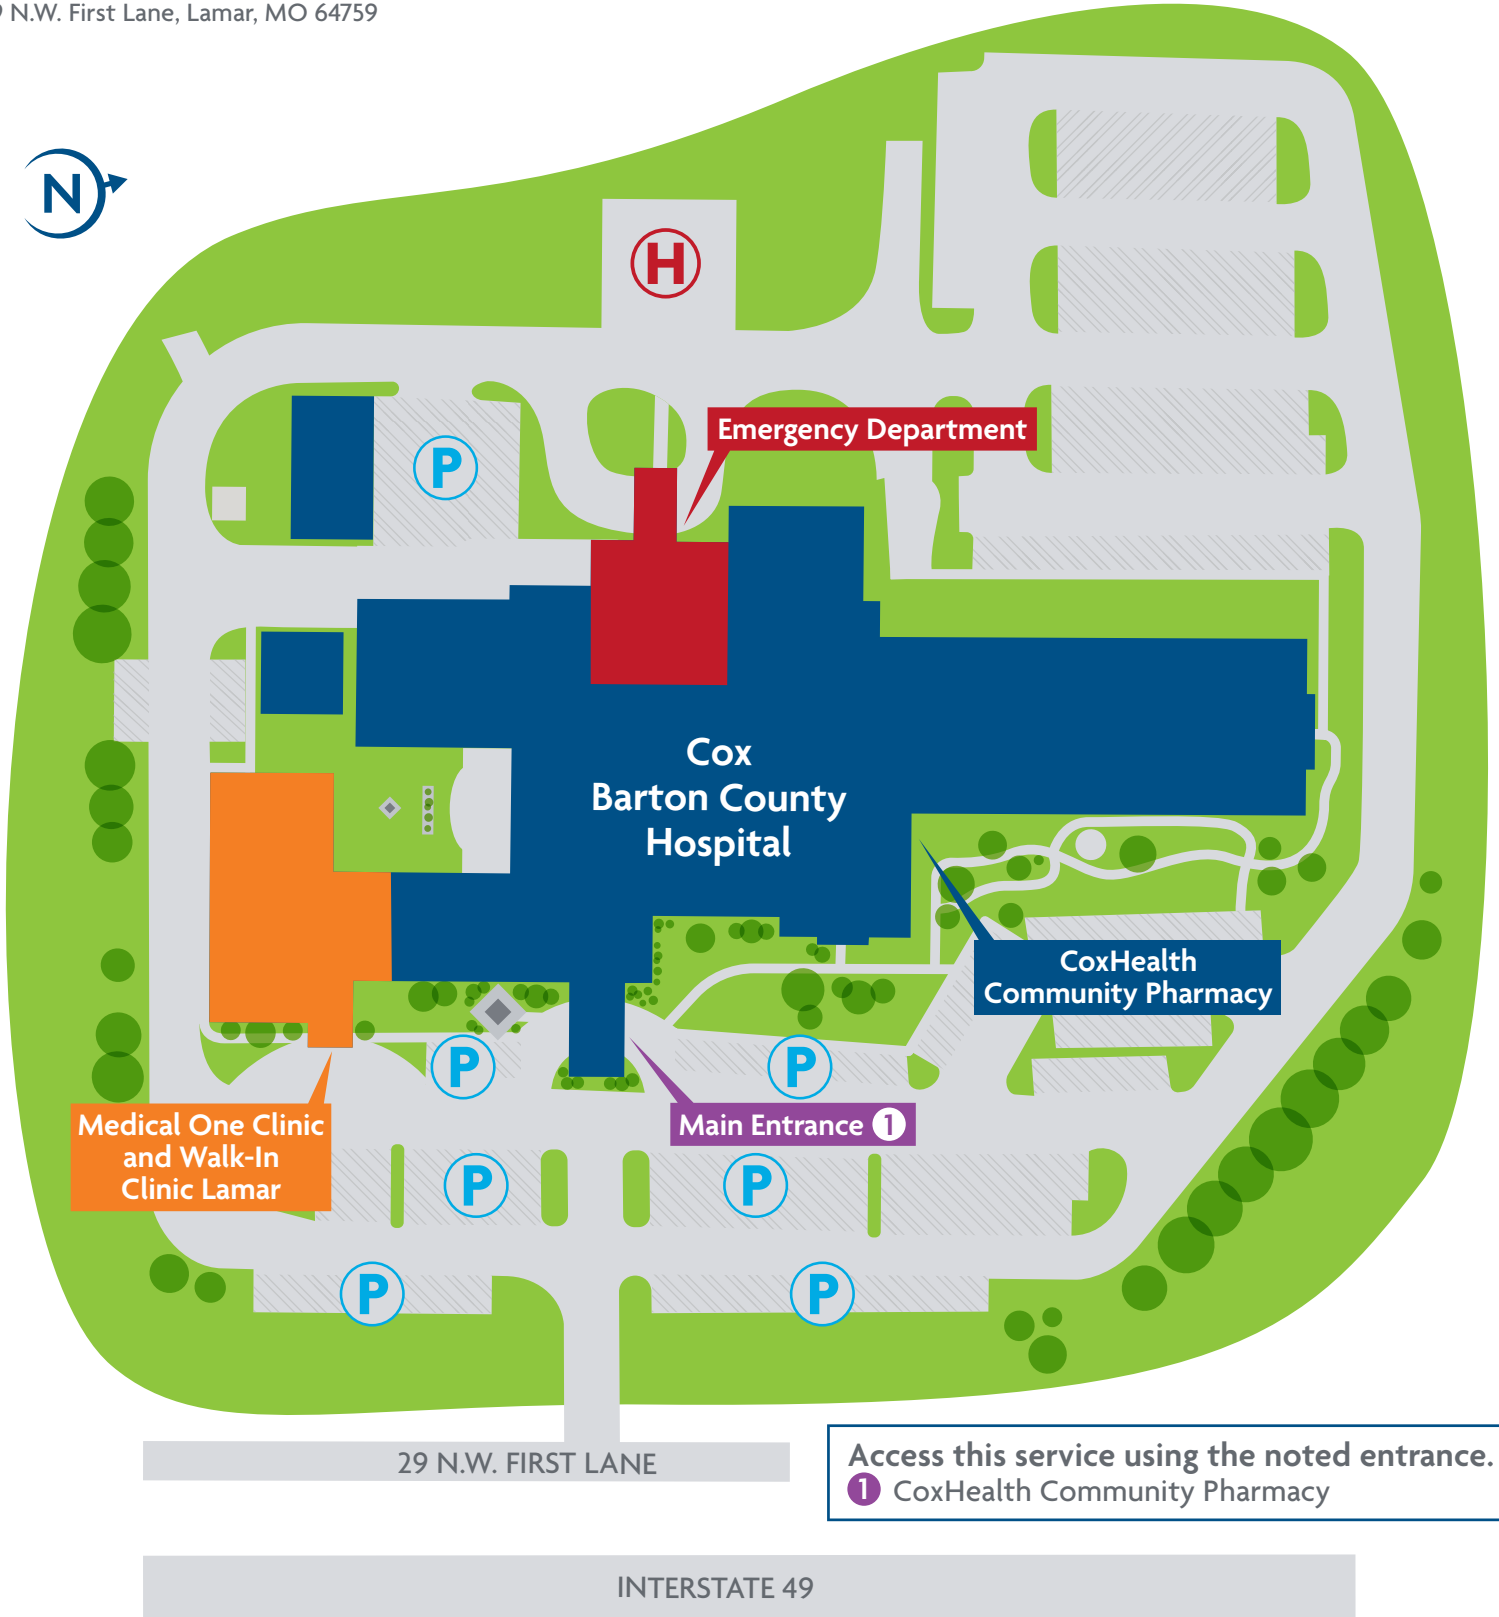 N.W. First Lane, Lamar, MO 64759
N
H
Emergency Department
P
Cox
Barton County
Hospital
CoxHealth
Community Pharmacy
P
P
Main Entrance 1
Medical One Clinic
and Walk-In
Clinic Lamar
P
P
P
P
29 N.W. FIRST LANE
Access this service using the noted entrance.
1 CoxHealth Community Pharmacy
INTERSTATE 49